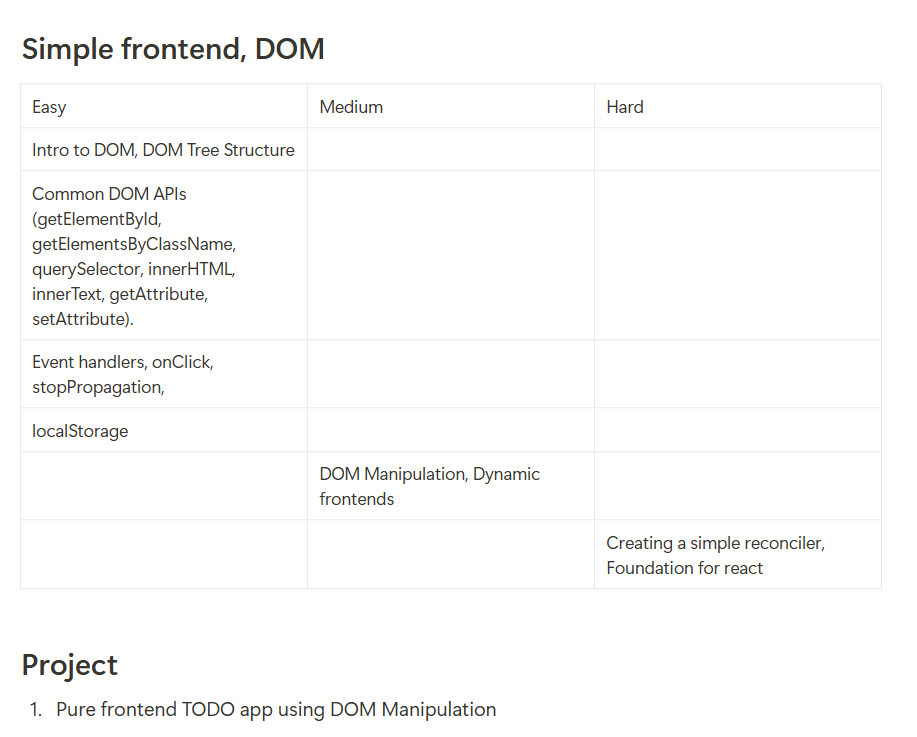 Simple frontend, DOM
Easy
Medium
Hard
Intro to DOM, DOM Tree Structure
Common DOM APIs
(getElementById,
getElementsByClassName,
querySelector, innerHTML,
innerText, getAttribute,
setAttribute).
Event handlers, onClick,
stopPropagation,
localStorage
DOM Manipulation, Dynamic
frontends
Creating a simple reconciler,
Foundation for react
Project
1. Pure frontend TODO app using DOM Manipulation